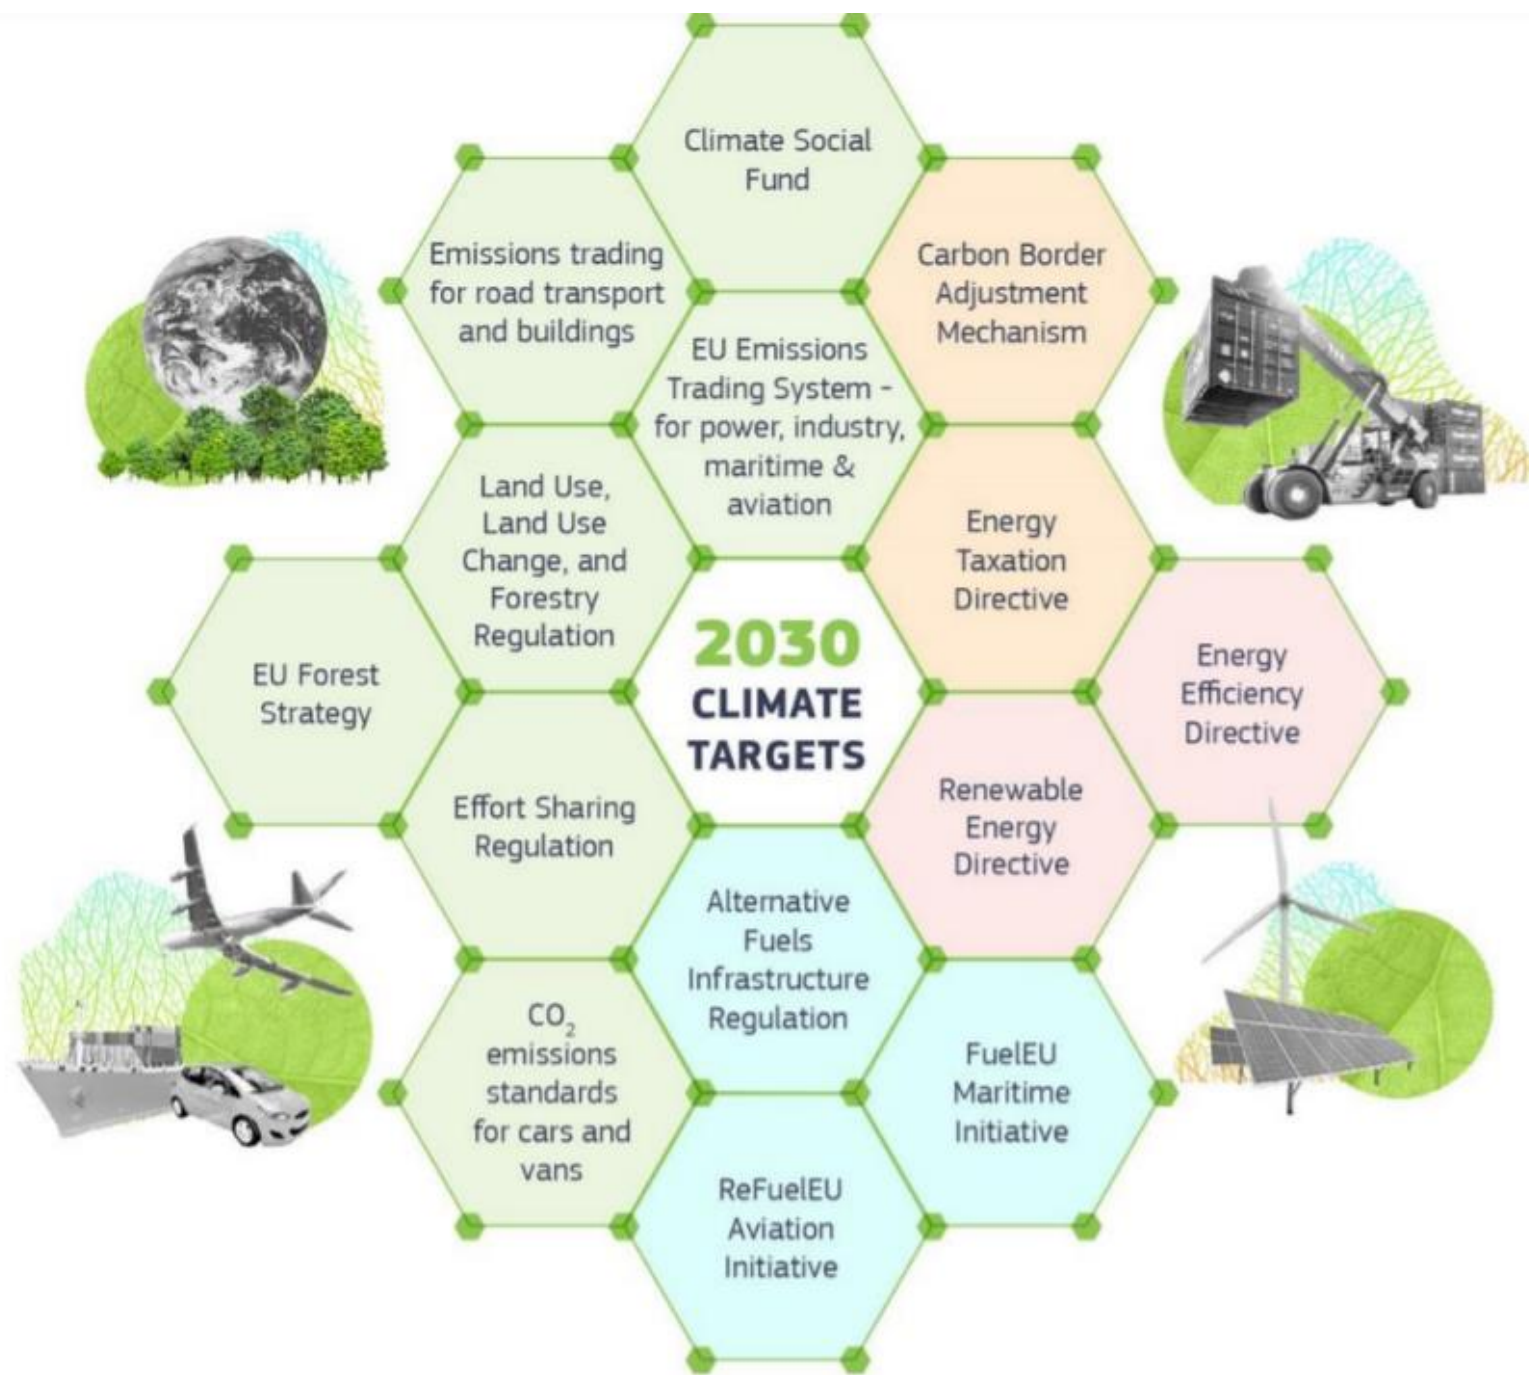 Climate Social
Fund
Emissions trading
for road transport
and buildings
Carbon Border
Adjustment
Mechanism
EU Emissions
Trading System -
for power, industry,
maritime &
aviation
Land Use,
Land Use
Change, and
Forestry
Regulation
Energy
Taxation
Directive
EU Forest
Strategy
2030
CLIMATE
TARGETS
Energy
Efficiency
Directive
Effort Sharing
Regulation
Renewable
Energy
Directive
Alternative
Fuels
Infrastructure
Regulation
CO₂
emissions
standards
for cars and
vans
FuelEU
Maritime
Initiative
ReFuelEU
Aviation
Initiative